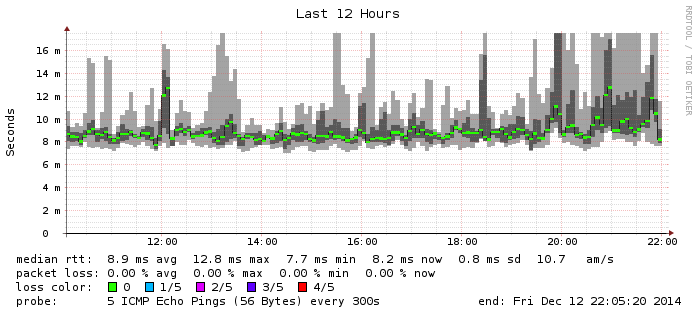 Last 12 Hours
RRDTOOL / TOBI OETIKER
Seconds
16 m
14 m
12 m
10 m
8 m
6 m
4 m
2 m
0
12:00 14:00 16:00 18:00 20:00 22:00
median rtt: 8.9 ms avg 12.8 ms max 7.7 ms min 8.2 ms now 0.8 ms sd 10.7 am/s
packet loss: 0.00 % avg 0.00 % max 0.00 % min 0.00 % now
loss color: 0 1/5 2/5 3/5 4/5
probe: 5 ICMP Echo Pings (56 Bytes) every 300s end: Fri Dec 12 22:05:20 2014